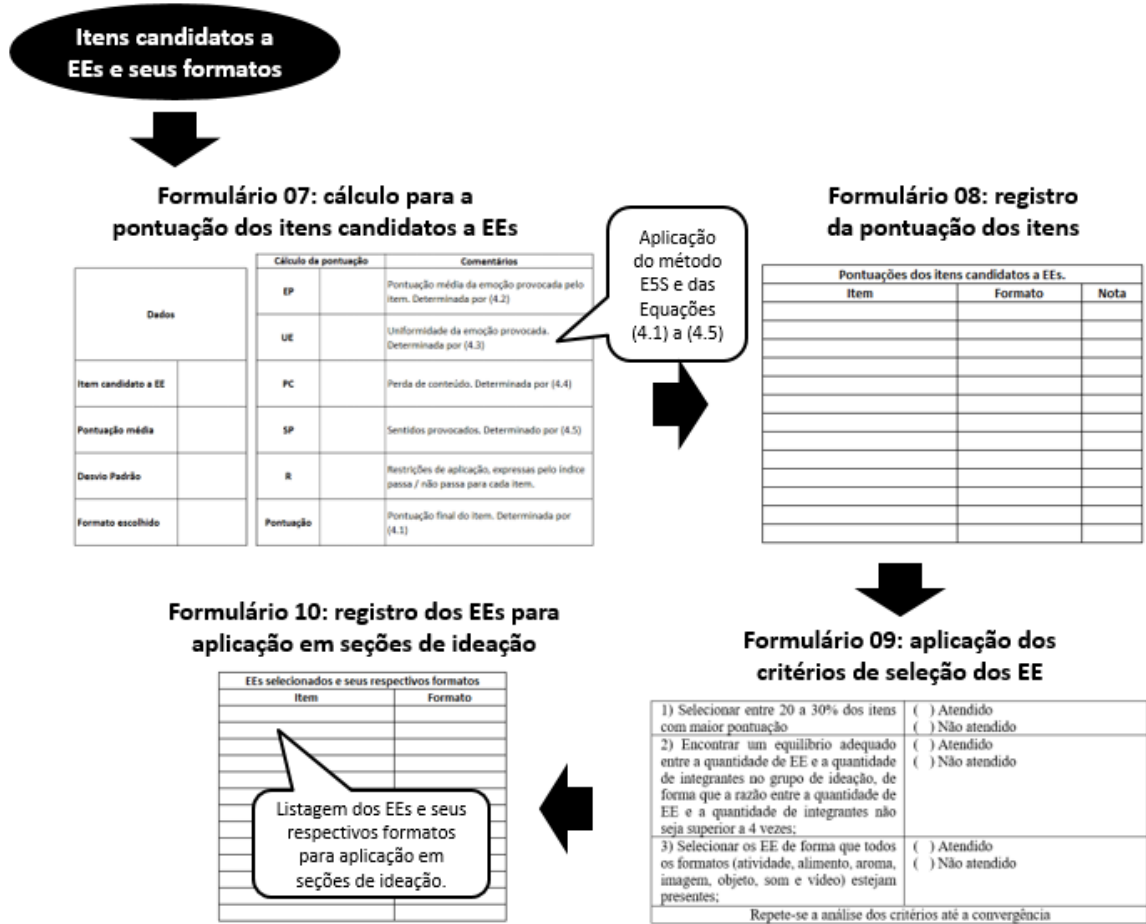 Itens candidatos a
EEs e seus formatos
Formulário 07: cálculo para a
pontuação dos itens candidatos a EEs
Dados
Item candidato a EE
Pontuação média
Desvio Padrão
Formato escolhido
Cálculo da pontuação
Comentários
EP
Pontuação média da emoção provocada pelo
item. Determinada por (4.2)
UE
Uniformidade da emoção provocada.
Determinada por (4.3)
PC
Perda de conteúdo. Determinada por (4.4)
SP
Sentidos provocados. Determinado por (4.5)
R
Restrições de aplicação, expressas pelo índice
passa / não passa para cada item.
Pontuação
Pontuação final do item. Determinada por
(4.1)
Aplicação
do método
E5S e das
Equações
(4.1) a (4.5)
Formulário 08: registro
da pontuação dos itens
Pontuações dos itens candidatos a EEs.
Item
Formato
Nota
Formulário 09: aplicação dos
critérios de seleção dos EE
1) Selecionar entre 20 a 30% dos itens
com maior pontuação
( ) Atendido
( ) Não atendido
2) Encontrar um equilíbrio adequado
entre a quantidade de EE e a quantidade
de integrantes no grupo de ideação, de
forma que a razão entre a quantidade de
EE e a quantidade de integrantes não
seja superior a 4 vezes;
( ) Atendido
( ) Não atendido
3) Selecionar os EE de forma que todos
os formatos (atividade, alimento, aroma,
imagem, objeto, som e vídeo) estejam
presentes;
( ) Atendido
( ) Não atendido
Repete-se a análise dos critérios até a convergência
Formulário 10: registro dos EEs para
aplicação em seções de ideação
EEs selecionados e seus respectivos formatos
Item
Formato
Listagem dos EEs e seus
respectivos formatos
para aplicação em
seções de ideação.